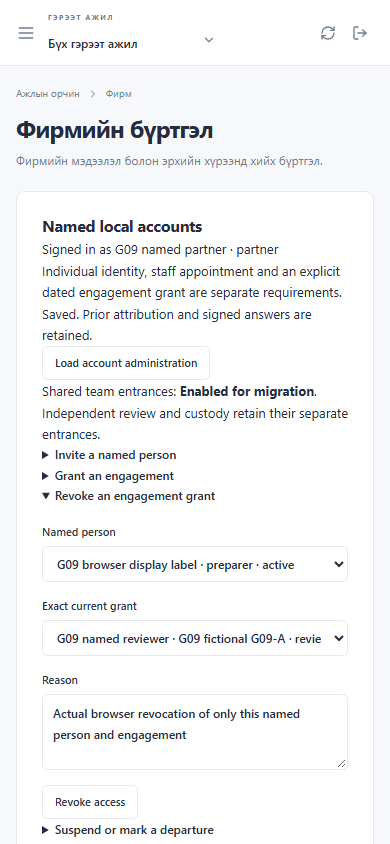 ГЭРЭЭТ АЖИЛ
Бүх гэрээт ажил
Ажлын орчин > Фирм
Фирмийн бүртгэл
Фирмийн мэдээлэл болон эрхийн хүрээнд хийх бүртгэл.
Named local accounts
Signed in as G09 named partner · partner
Individual identity, staff appointment and an explicit
dated engagement grant are separate requirements.
Saved. Prior attribution and signed answers are
retained.
Load account administration
Shared team entrances: Enabled for migration.
Independent review and custody retain their separate
entrances.
Invite a named person
Grant an engagement
Revoke an engagement grant
Named person
G09 browser display label · preparer · active
Exact current grant
G09 named reviewer · G09 fictional G09-A · revie
Reason
Actual browser revocation of only this named
person and engagement
Revoke access
Suspend or mark a departure